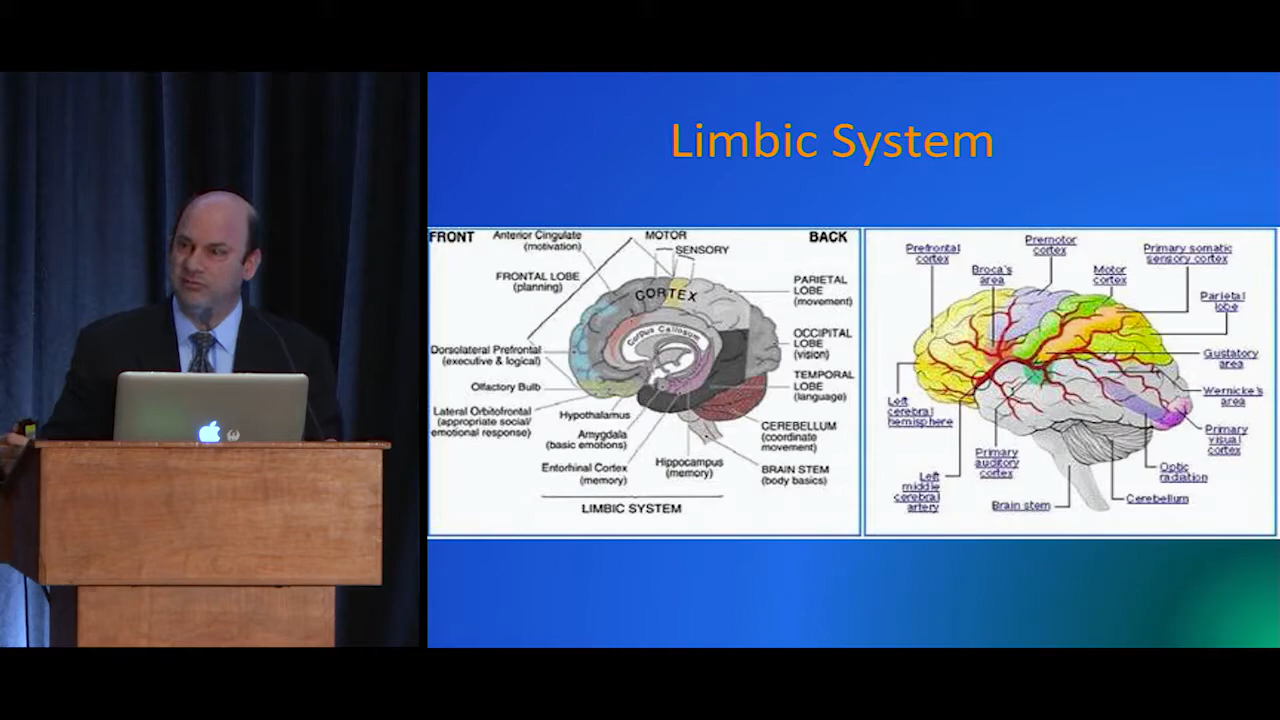 Limbic System
FRONT
Anterior Cingulate
(motivation)
MOTOR
SENSORY
BACK
FRONTAL LOBE
(planning)
CORTEX
Corpus Callosum
PARIETAL
LOBE
(movement)
OCCIPITAL
LOBE
(vision)
Dorsolateral Prefrontal
(executive & logical)
TEMPORAL
LOBE
(language)
Olfactory Bulb
Lateral Orbitofrontal
(appropriate social/
emotional response)
Hypothalamus
Amygdala
(basic emotions)
CEREBELLUM
(coordinate
movement)
Entorhinal Cortex
(memory)
Hippocampus
(memory)
BRAIN STEM
(body basics)
LIMBIC SYSTEM
Prefrontal
cortex
Premotor
cortex
Broca's
area
Motor
cortex
Primary somatic
sensory cortex
Parietal
lobe
Gustatory
area
Wernicke's
area
Left
cerebral
hemisphere
Primary
visual
cortex
Primary
auditory
cortex
Optic
radiation
Left
middle
cerebral
artery
Brain stem
Cerebellum